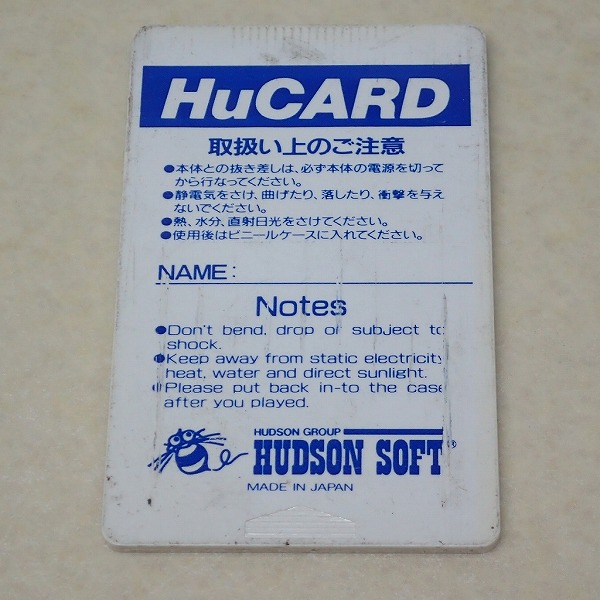 HuCARD
取扱い上のご注意
●本体との抜き差しは、必ず本体の電源を切って
から行なってください。
●静電気をさけ、曲げたり、落したり、衝撃を与え
ないでください。
●熱、水分、直射日光をさけてください。
●使用後はビニールケースに入れてください。
NAME:
Notes
●Don't bend, drop or subject to
shock.
●Keep away from static electricity
heat, water and direct sunlight.
●Please put back in-to the case
after you played.
HUDSON GROUP
HUDSON SOFT®
MADE IN JAPAN